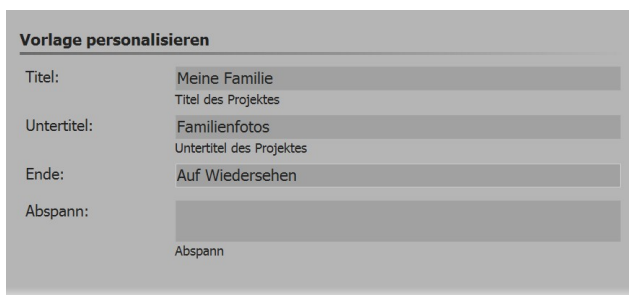 Vorlage personalisieren
Titel: Meine Familie
Titel des Projektes
Untertitel: Familienfotos
Untertitel des Projektes
Ende: Auf Wiedersehen
Abspann:
Abspann